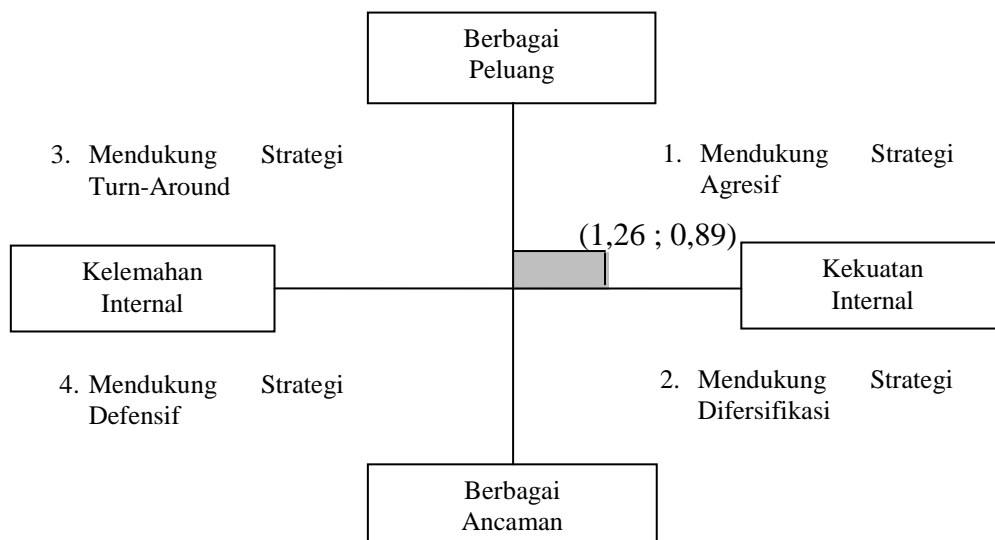 Berbagai
Peluang
3. Mendukung Strategi
Turn-Around
1. Mendukung Strategi
Agresif
(1,26 ; 0,89)
Kelemahan
Internal
Kekuatan
Internal
4. Mendukung Strategi
Defensif
2. Mendukung Strategi
Difersifikasi
Berbagai
Ancaman